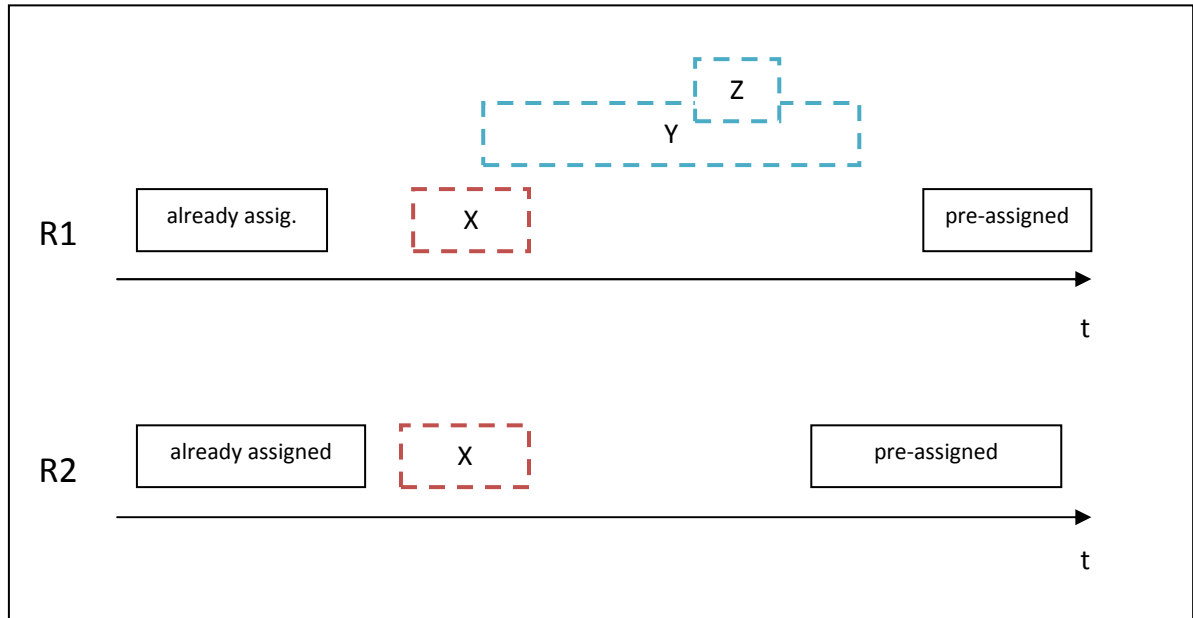 Z
Y
already assig.
X
pre-assigned
R1
t
already assigned
X
pre-assigned
R2
t